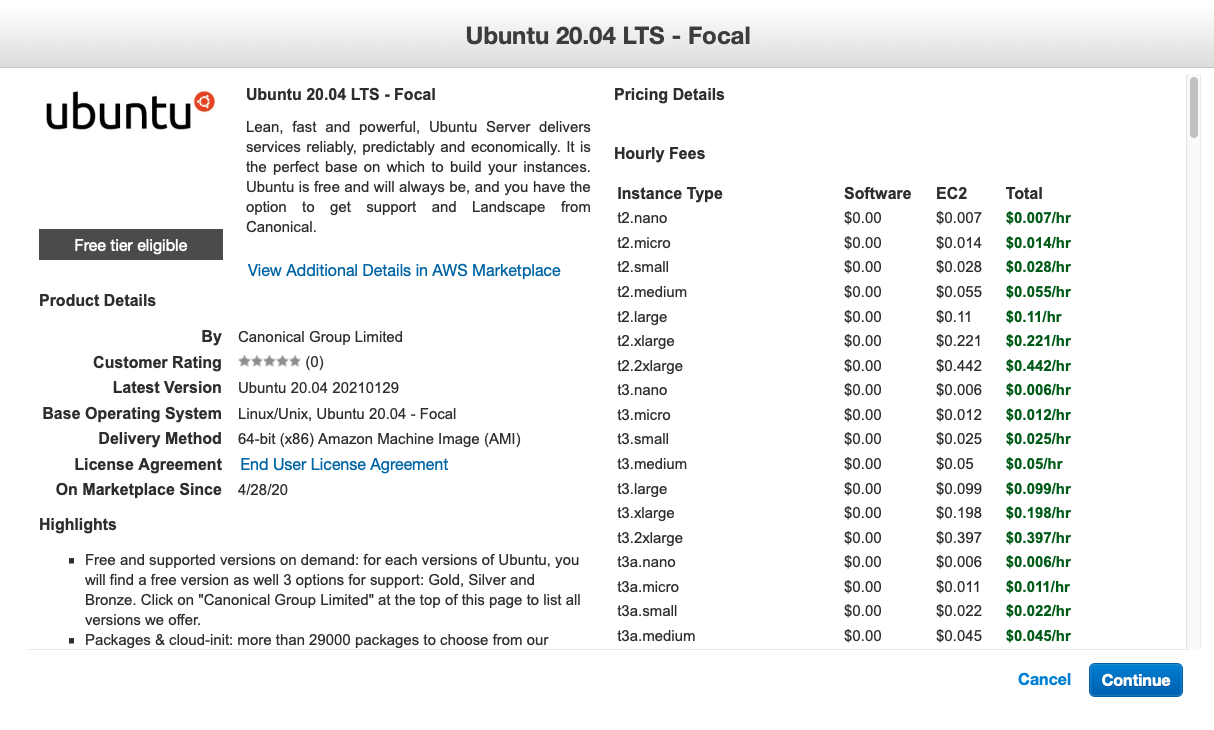 Ubuntu 20.04 LTS - Focal
ubuntu
Free tier eligible
Ubuntu 20.04 LTS - Focal
Lean, fast and powerful, Ubuntu Server delivers
services reliably, predictably and economically. It is
the perfect base on which to build your instances.
Ubuntu is free and will always be, and you have the
option to get support and Landscape from
Canonical.
View Additional Details in AWS Marketplace
Product Details
By Canonical Group Limited
Customer Rating (0)
Latest Version Ubuntu 20.04 20210129
Base Operating System Linux/Unix, Ubuntu 20.04 - Focal
Delivery Method 64-bit (x86) Amazon Machine Image (AMI)
License Agreement End User License Agreement
On Marketplace Since 4/28/20
Highlights
▪ Free and supported versions on demand: for each versions of Ubuntu, you
will find a free version as well 3 options for support: Gold, Silver and
Bronze. Click on "Canonical Group Limited" at the top of this page to list all
versions we offer.
▪ Packages & cloud-init: more than 29000 packages to choose from our
Pricing Details
Hourly Fees
Instance Type Software EC2 Total
t2.nano $0.00 $0.007 $0.007/hr
t2.micro $0.00 $0.014 $0.014/hr
t2.small $0.00 $0.028 $0.028/hr
t2.medium $0.00 $0.055 $0.055/hr
t2.large $0.00 $0.11 $0.11/hr
t2.xlarge $0.00 $0.221 $0.221/hr
t2.2xlarge $0.00 $0.442 $0.442/hr
t3.nano $0.00 $0.006 $0.006/hr
t3.micro $0.00 $0.012 $0.012/hr
t3.small $0.00 $0.025 $0.025/hr
t3.medium $0.00 $0.05 $0.05/hr
t3.large $0.00 $0.099 $0.099/hr
t3.xlarge $0.00 $0.198 $0.198/hr
t3.2xlarge $0.00 $0.397 $0.397/hr
t3a.nano $0.00 $0.006 $0.006/hr
t3a.micro $0.00 $0.011 $0.011/hr
t3a.small $0.00 $0.022 $0.022/hr
t3a.medium $0.00 $0.045 $0.045/hr
Cancel Continue